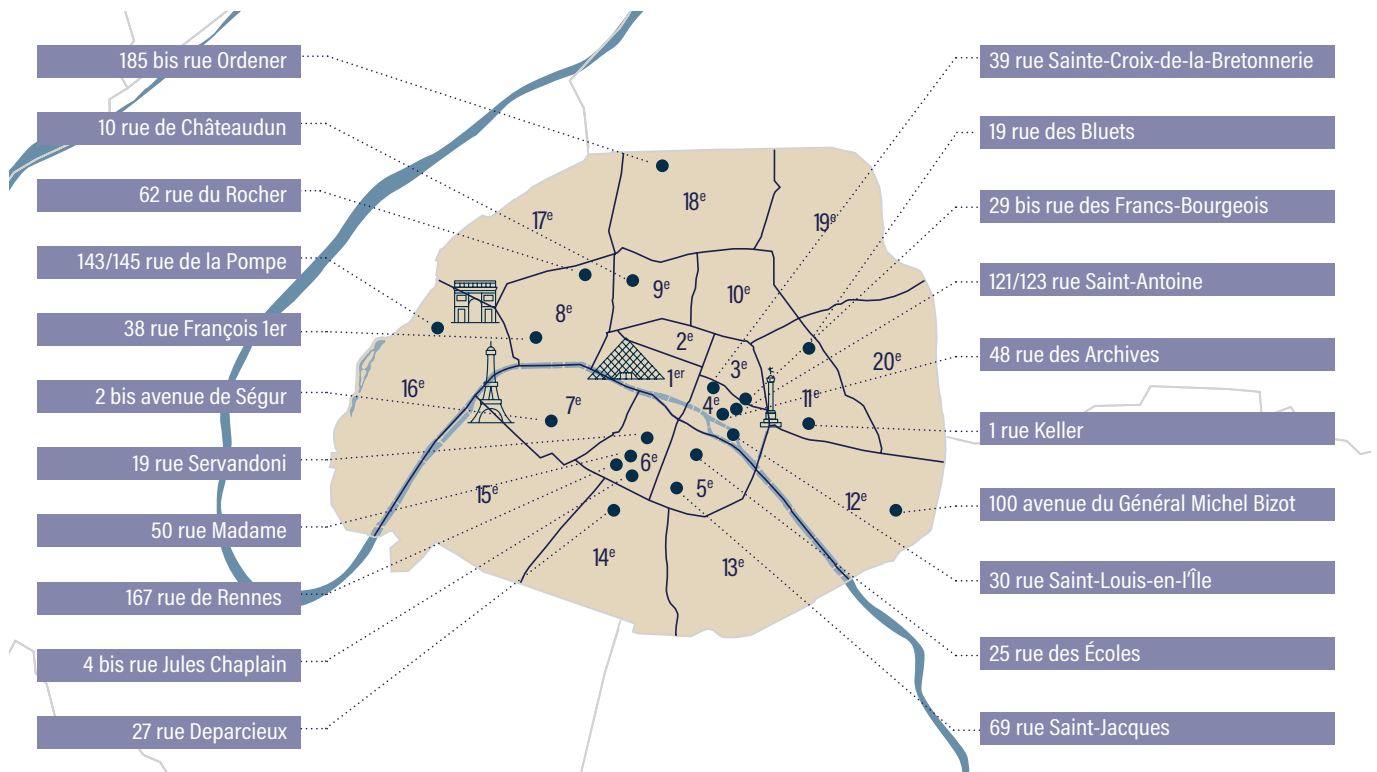 185 bis rue Ordener
10 rue de Châteaudun
62 rue du Rocher
143/145 rue de la Pompe
38 rue François 1er
2 bis avenue de Ségur
19 rue Servandoni
50 rue Madame
167 rue de Rennes
4 bis rue Jules Chaplain
27 rue Deparcieux
18e
17e
19e
9e
10e
8e
2e
3e
20e
1er
16e
7e
4e
11e
6e
5e
15e
12e
14e
13e
39 rue Sainte-Croix-de-la-Bretonnerie
19 rue des Bluets
29 bis rue des Francs-Bourgeois
121/123 rue Saint-Antoine
48 rue des Archives
1 rue Keller
100 avenue du Général Michel Bizot
30 rue Saint-Louis-en-l'Île
25 rue des Écoles
69 rue Saint-Jacques